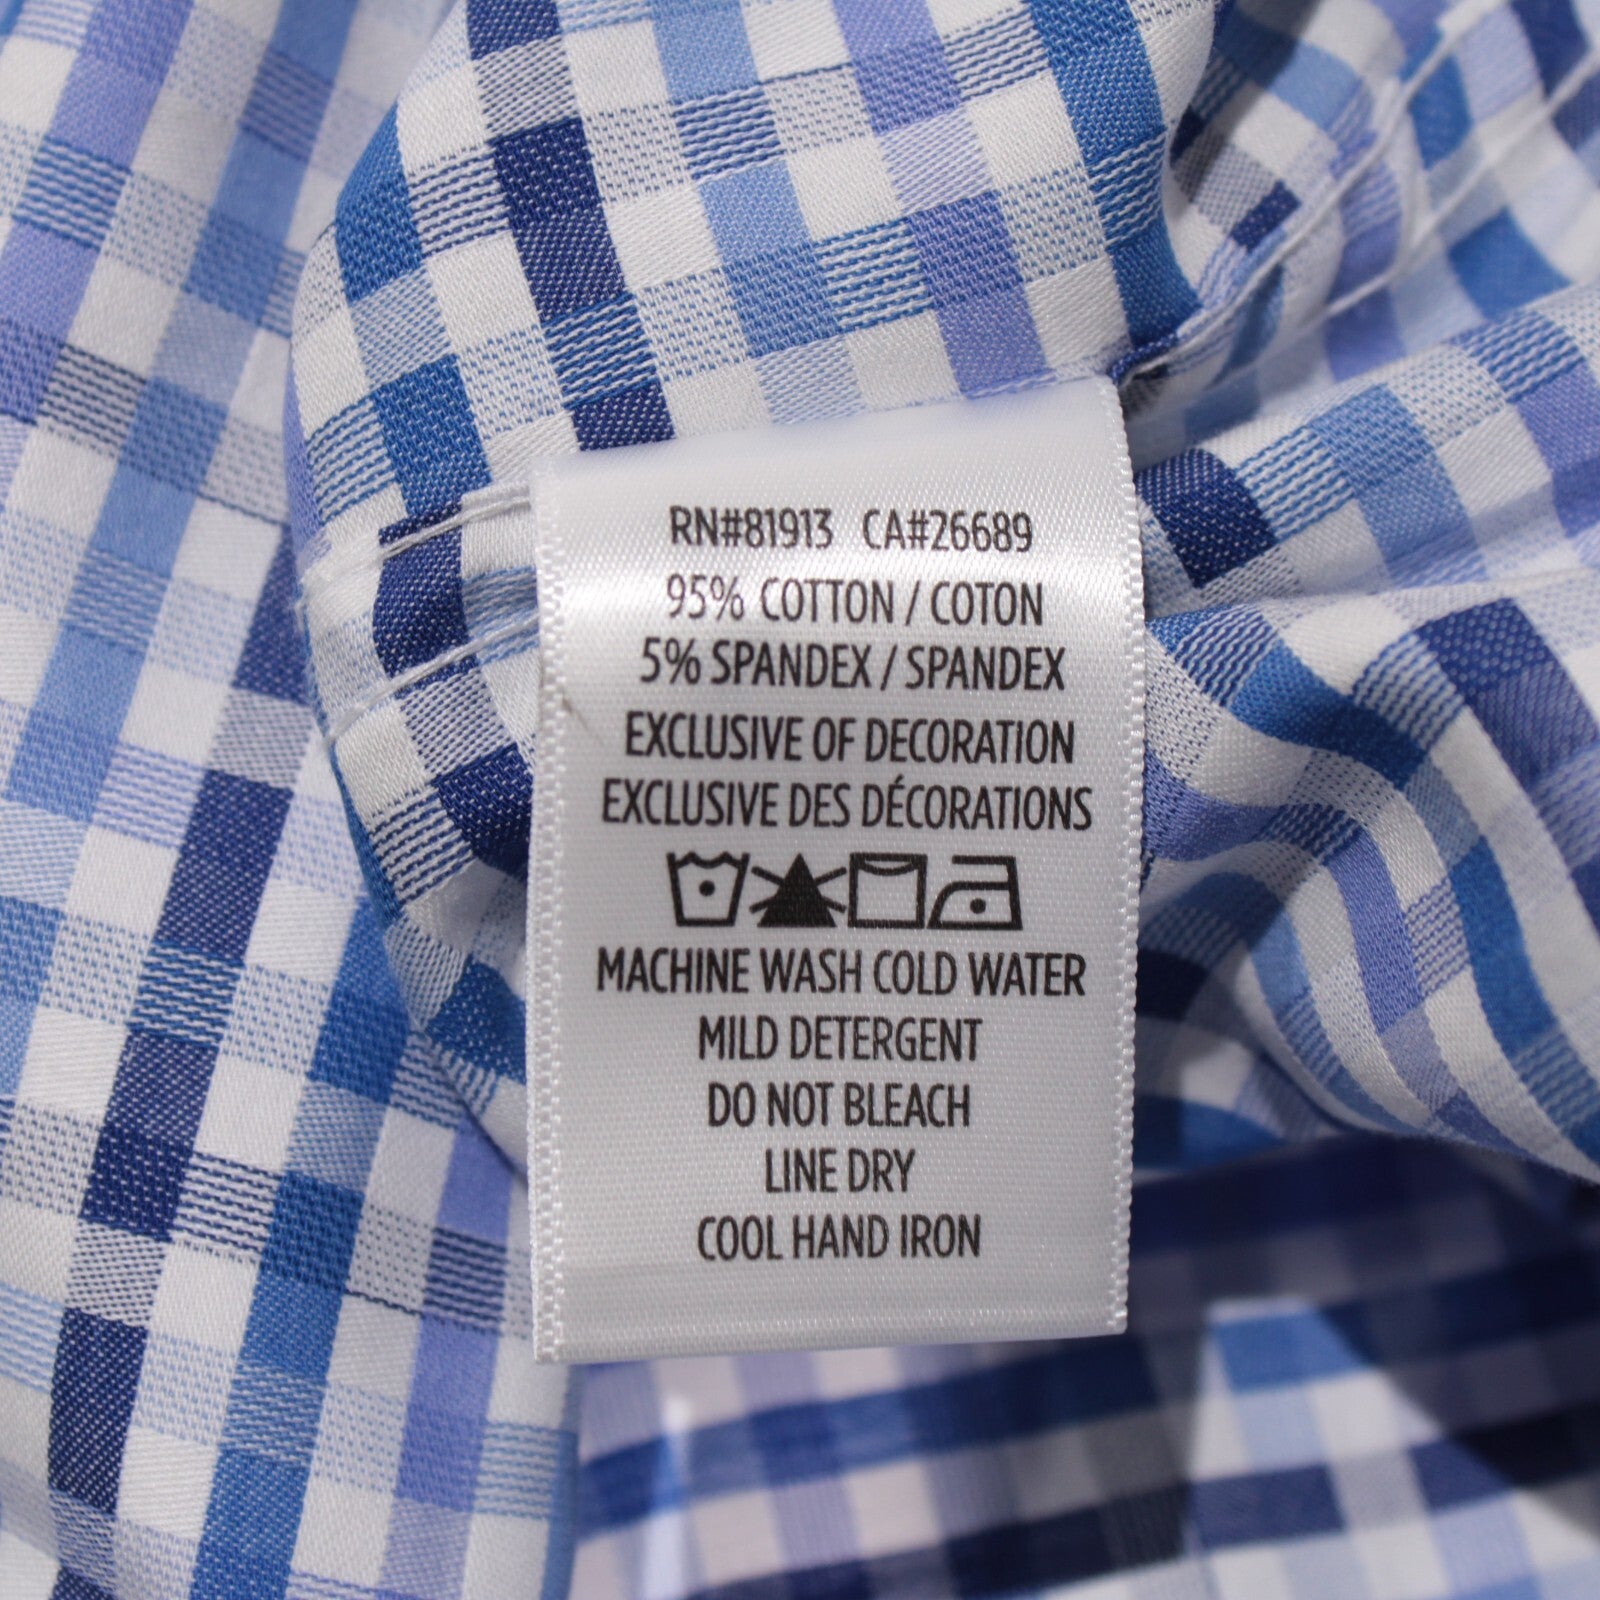 RN#81913 CA#26689
95% COTTON / COTON
5% SPANDEX / SPANDEX
EXCLUSIVE OF DECORATION
EXCLUSIVE DES DÉCORATIONS
MACHINE WASH COLD WATER
MILD DETERGENT
DO NOT BLEACH
LINE DRY
COOL HAND IRON